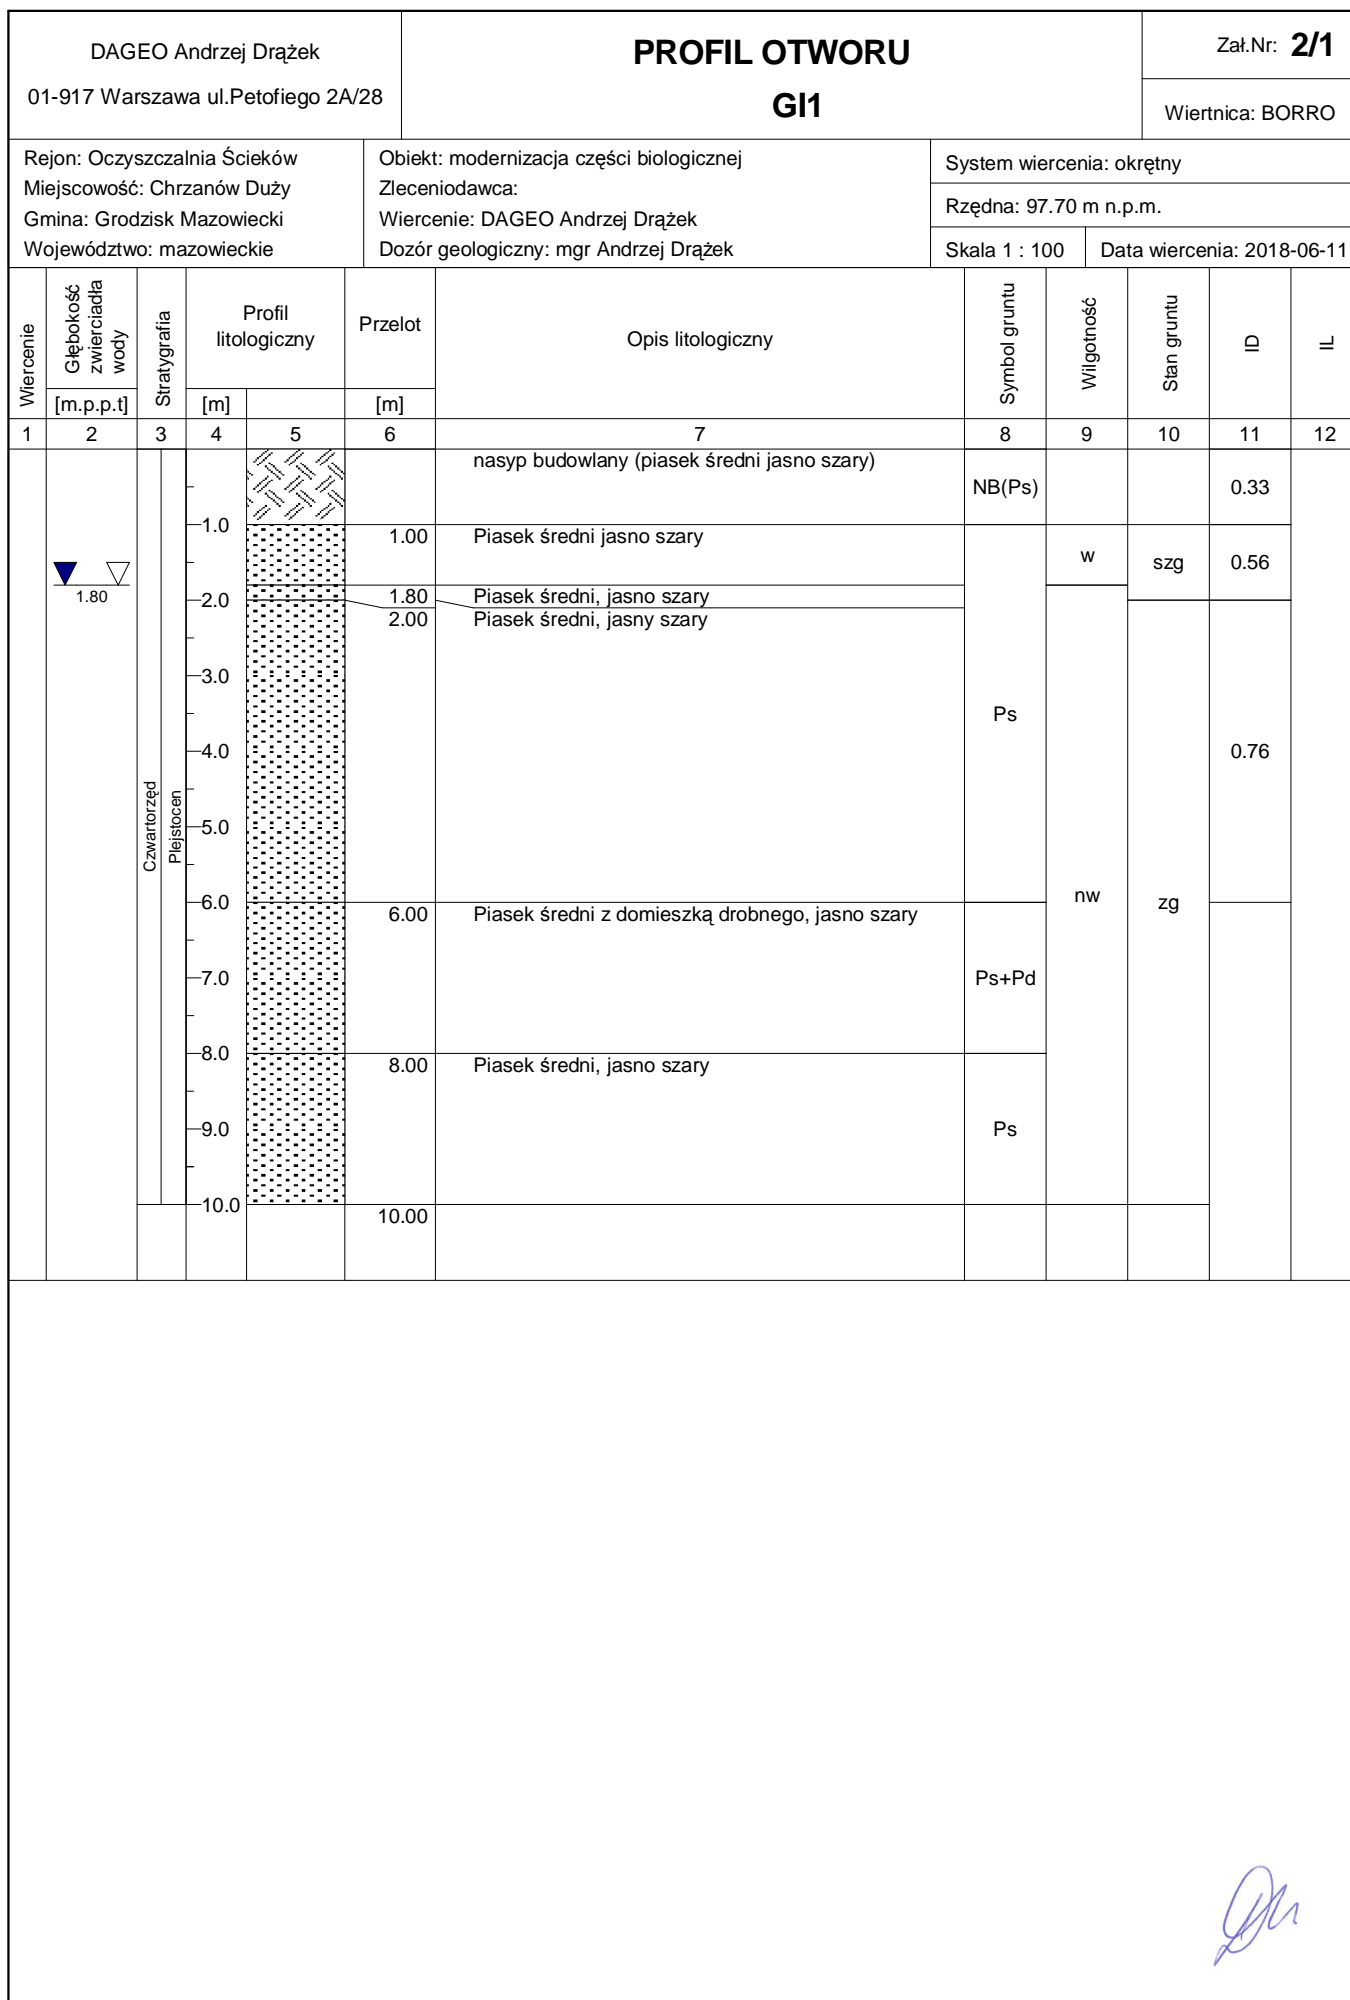 DAGEO Andrzej Drążek
01-917 Warszawa ul.Petofiego 2A/28
PROFIL OTWORU
GI1
Zał.Nr: 2/1
Wiertnica: BORRO
Rejon: Oczyszczalnia Ścieków
Miejscowość: Chrzanów Duży
Gmina: Grodzisk Mazowiecki
Województwo: mazowieckie
Obiekt: modernizacja części biologicznej
Zleceniodawca:
Wiercenie: DAGEO Andrzej Drążek
Dozór geologiczny: mgr Andrzej Drążek
System wiercenia: okrętny
Rzędna: 97.70 m n.p.m.
Skala 1 : 100
Data wiercenia: 2018-06-11
Wiercenie
Głębokość
zwierciadła
wody
[m.p.p.t]
Stratygrafia
Profil
litologiczny
[m]
Przelot
[m]
Opis litologiczny
Symbol gruntu
Wilgotność
Stan gruntu
ID
IL
1 2 3 4 5 6 7 8 9 10 11 12
nasyp budowlany (piasek średni jasno szary)
NB(Ps)
0.33
1.0
1.00
Piasek średni jasno szary
w
szg
0.56
1.80
2.0
1.80
Piasek średni, jasno szary
2.00
Piasek średni, jasny szary
3.0
Ps
4.0
0.76
Czwartorzęd
Plejstocen
5.0
6.0
6.00
Piasek średni z domieszką drobnego, jasno szary
nw
zg
7.0
Ps+Pd
8.0
8.00
Piasek średni, jasno szary
9.0
Ps
10.0
10.00